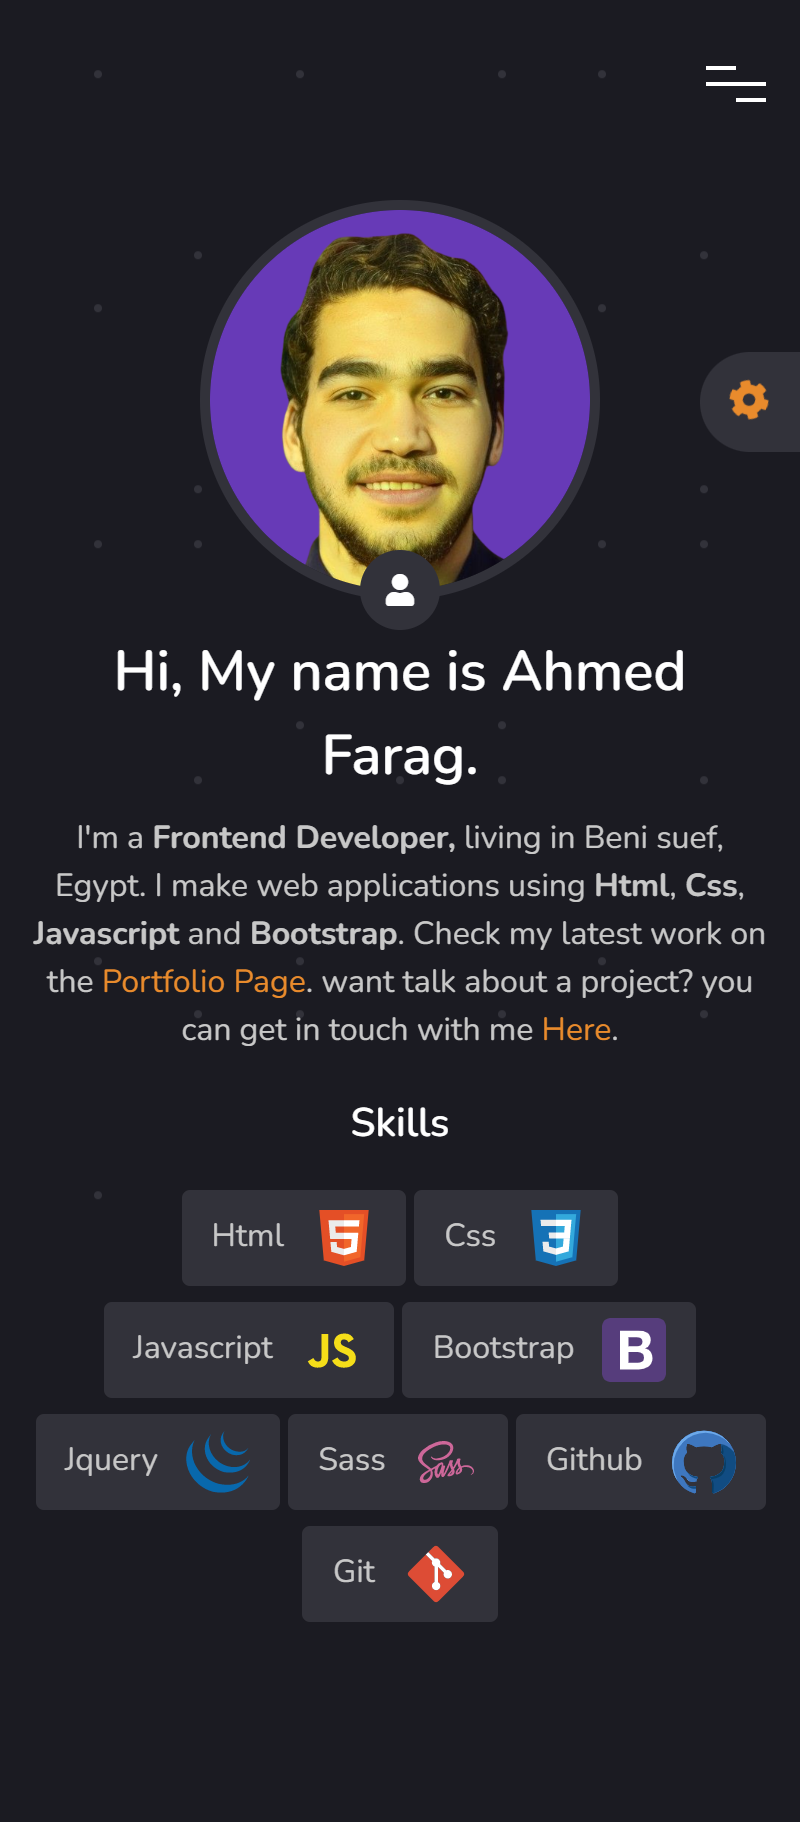 Hi, My name is Ahmed
Farag.
I'm a Frontend Developer, living in Beni suef,
Egypt. I make web applications using Html, Css,
Javascript and Bootstrap. Check my latest work on
the Portfolio Page. want talk about a project? you
can get in touch with me Here.
Skills
Html 5 Css 3
Javascript JS Bootstrap B
Jquery Sass Sass Github
Git